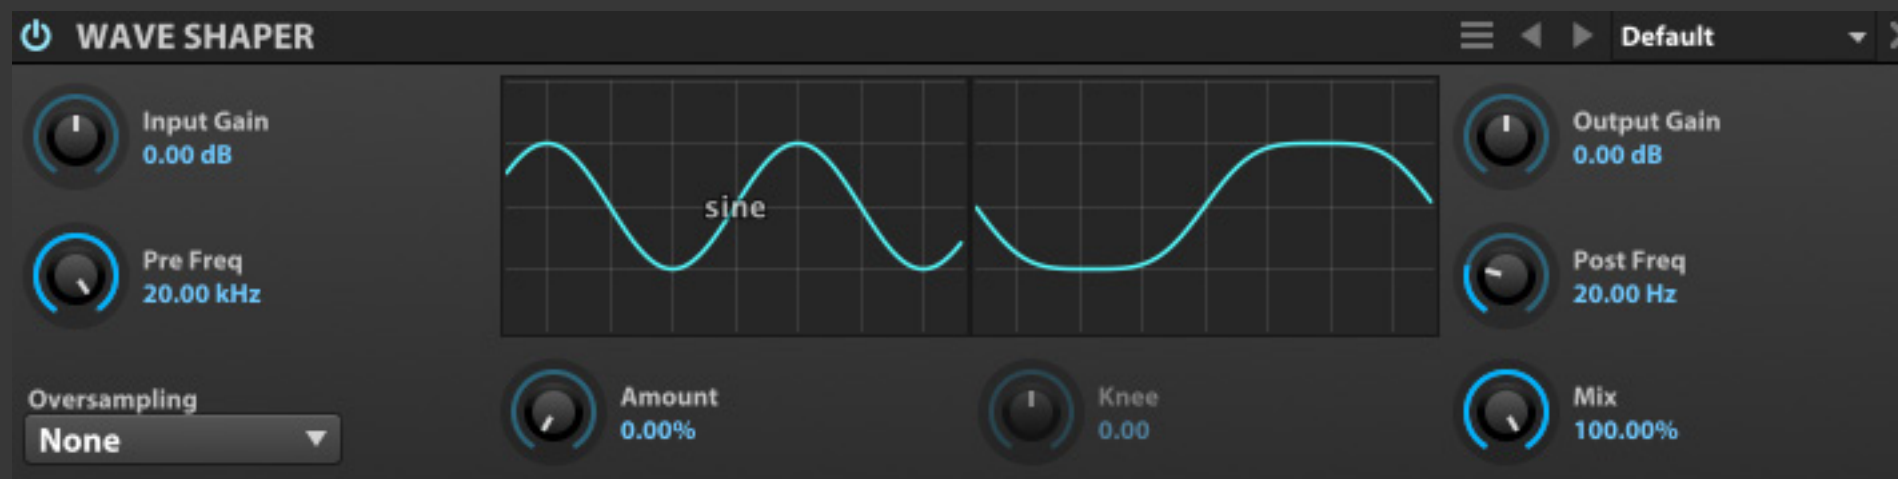 WAVE SHAPER
Default
Input Gain
0.00 dB
Pre Freq
20.00 kHz
Oversampling
None
sine
Amount
0.00%
Knee
0.00
Output Gain
0.00 dB
Post Freq
20.00 Hz
Mix
100.00%